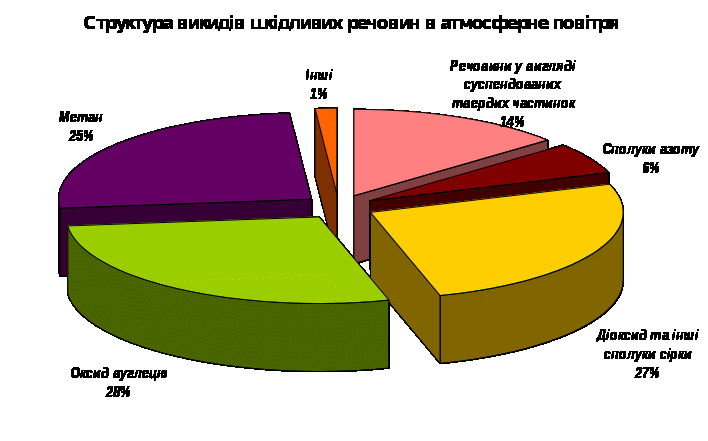 Структура викидів шкідливих речовин в атмосферне повітря
Інші
1%
Речовини у вигляді
суспендованих
твердих частинок
14%
Метан
25%
Сполуки азоту
6%
Діоксид та інші
сполуки сірки
27%
Оксид вуглецю
28%